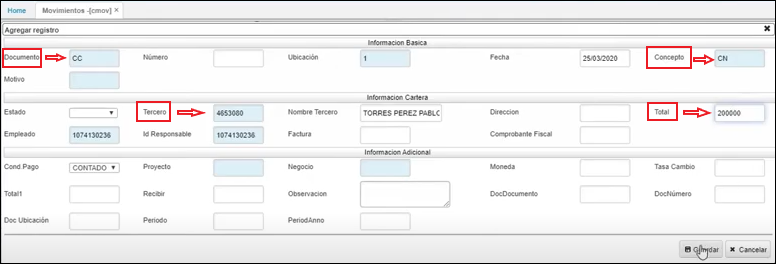 Home Movimientos -[cmov] ×
Agregar registro ×
Informacion Basica
Documento CC Número Ubicación 1 Fecha 25/03/2020 Concepto CN
Motivo
Informacion Cartera
Estado Tercero 4653080 Nombre Tercero TORRES PEREZ PABLO Direccion Total 200000
Empleado 1074130236 Id Responsable 1074130236 Factura Comprobante Fiscal
Informacion Adicional
Cond.Pago CONTADO Proyecto Negocio Moneda Tasa Cambio
Total1 Recibir Observacion DocDocumento DocNúmero
Doc Ubicación Periodo PeriodAnno
Guardar × Cancelar